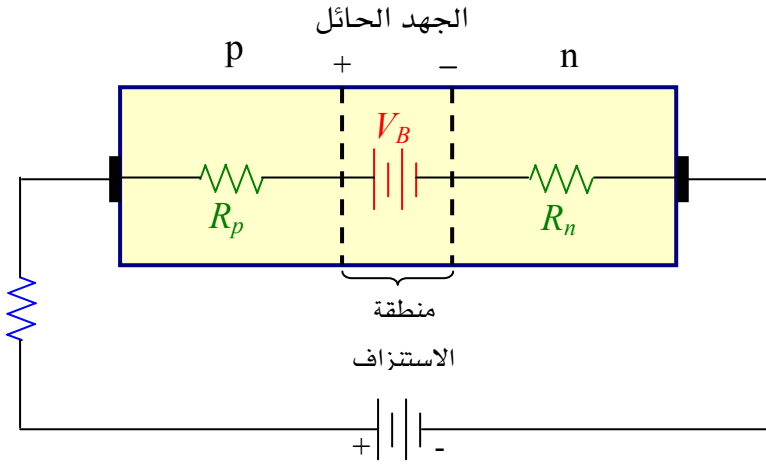 الجهد الحائل
p + − n
V_B
R_p R_n
منطقة
الاستنزاف
+ -